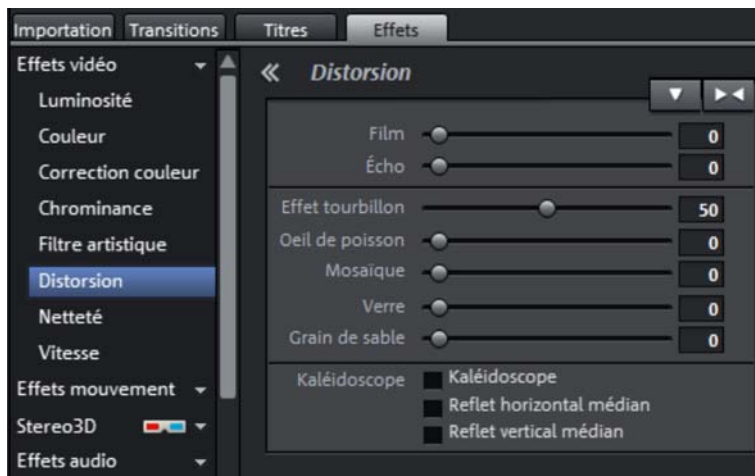 Importation Transitions Titres Effets
Effets vidéo
Luminosité
Couleur
Correction couleur
Chrominance
Filtre artistique
Distorsion
Netteté
Vitesse
Effets mouvement
Stereo3D
Effets audio
Distorsion
Film 0
Écho 0
Effet tourbillon 50
Oeil de poisson 0
Mosaïque 0
Verre 0
Grain de sable 0
Kaléidoscope Kaléidoscope
Reflet horizontal médian
Reflet vertical médian